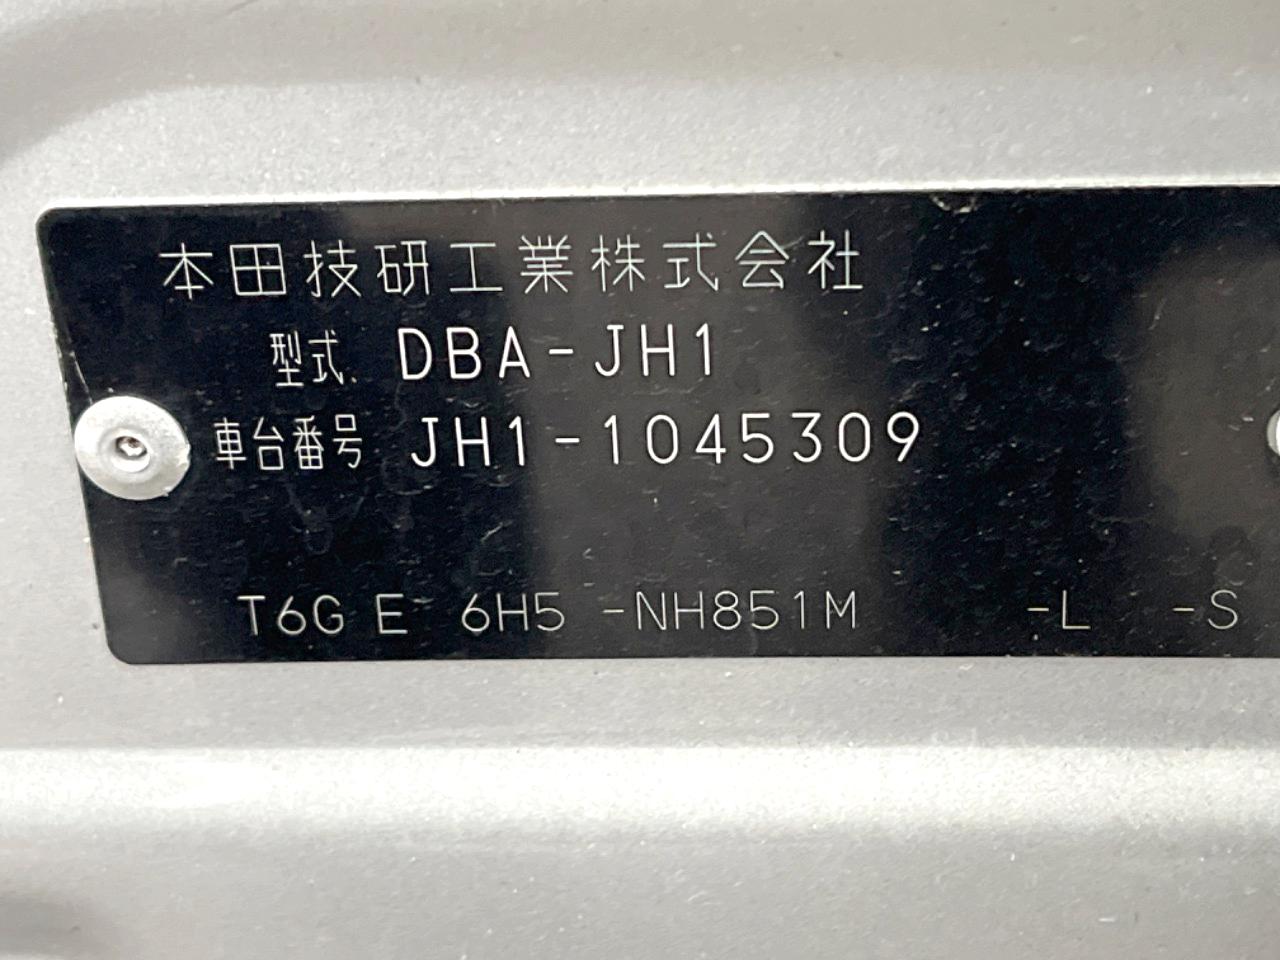 本田技研工業株式会社
型式 DBA-JH1
車台番号 JH1-1045309
T6G E 6H5 -NH851M -L -S